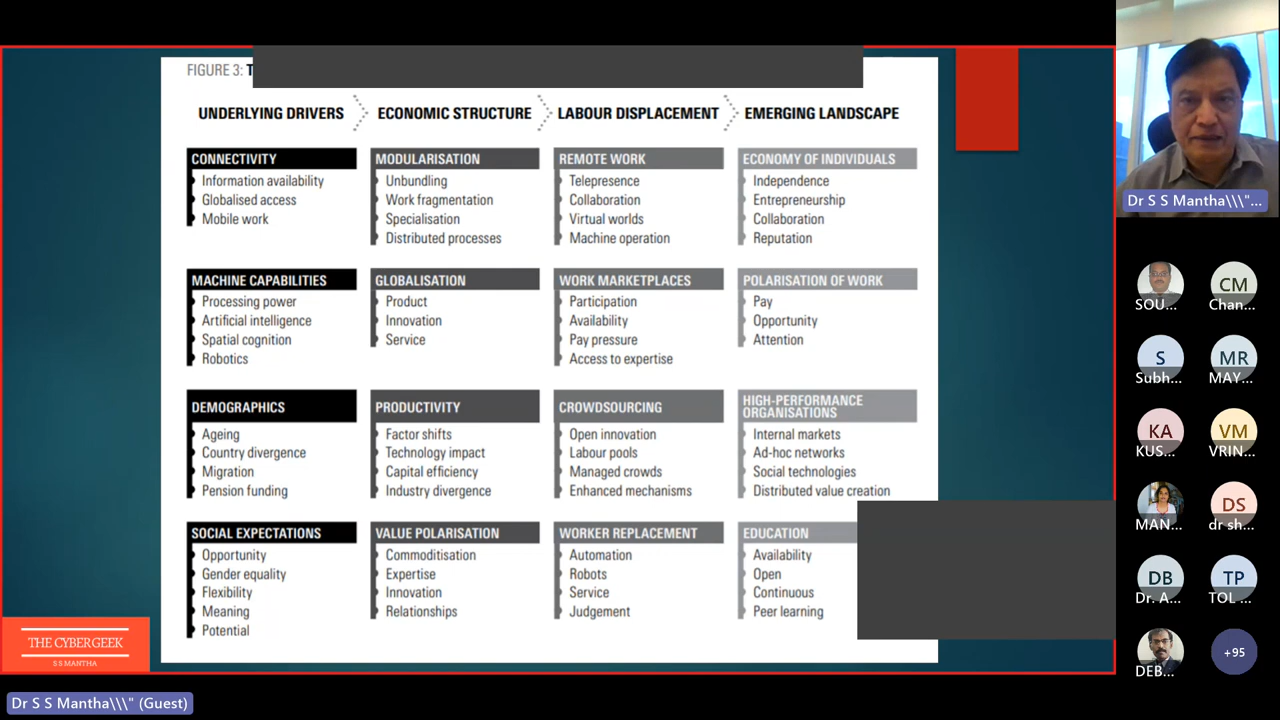 FIGURE 3:
UNDERLYING DRIVERS
ECONOMIC STRUCTURE
LABOUR DISPLACEMENT
EMERGING LANDSCAPE
CONNECTIVITY
Information availability
Globalised access
Mobile work
MODULARISATION
Unbundling
Work fragmentation
Specialisation
Distributed processes
REMOTE WORK
Telepresence
Collaboration
Virtual worlds
Machine operation
ECONOMY OF INDIVIDUALS
Independence
Entrepreneurship
Collaboration
Reputation
MACHINE CAPABILITIES
Processing power
Artificial intelligence
Spatial cognition
Robotics
GLOBALISATION
Product
Innovation
Service
WORK MARKETPLACES
Participation
Availability
Pay pressure
Access to expertise
POLARISATION OF WORK
Pay
Opportunity
Attention
DEMOGRAPHICS
Ageing
Country divergence
Migration
Pension funding
PRODUCTIVITY
Factor shifts
Technology impact
Capital efficiency
Industry divergence
CROWDSOURCING
Open innovation
Labour pools
Managed crowds
Enhanced mechanisms
HIGH-PERFORMANCE
ORGANISATIONS
Internal markets
Ad-hoc networks
Social technologies
Distributed value creation
SOCIAL EXPECTATIONS
Opportunity
Gender equality
Flexibility
Meaning
Potential
VALUE POLARISATION
Commoditisation
Expertise
Innovation
Relationships
WORKER REPLACEMENT
Automation
Robots
Service
Judgement
EDUCATION
Availability
Open
Continuous
Peer learning
THE CYBERGEEK
S S MANTHA
Dr S S Mantha\\\" (Guest)
Dr S S Mantha\\\"...
SOU...
CM
Chan...
S
Subh...
MR
MAY...
KA
KUS...
VM
VRIN...
MAN...
DS
dr sh...
DB
Dr. A...
TP
TOL ...
DEB...
+95